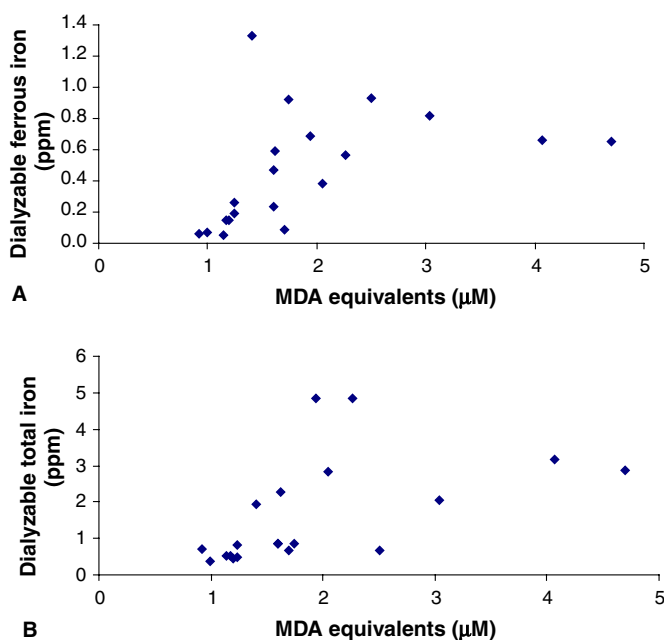 Dialyzable ferrous iron
(ppm)
1.4
1.2
1.0
0.8
0.6
0.4
0.2
0.0
0 1 2 3 4 5
MDA equivalents (μM)
A
Dialyzable total iron
(ppm)
6
5
4
3
2
1
0
0 1 2 3 4 5
MDA equivalents (μM)
B